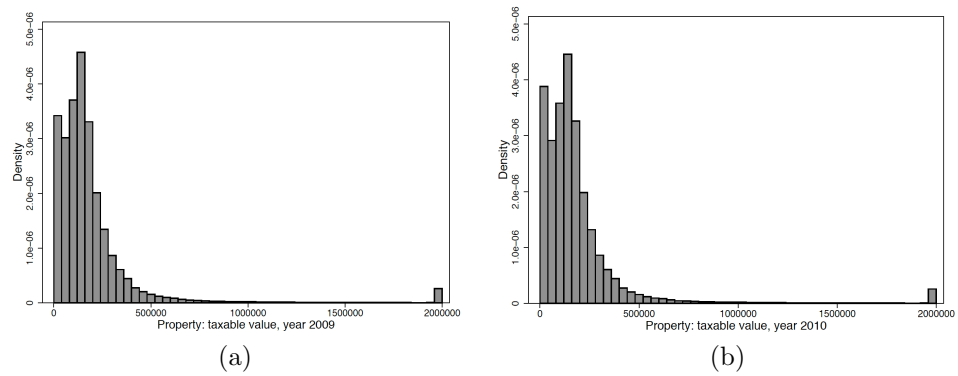 5.0e−06
4.0e−06
3.0e−06
2.0e−06
1.0e−06
0
Density
0 500000 1000000 1500000 2000000
Property: taxable value, year 2009
(a)
5.0e−06
4.0e−06
3.0e−06
2.0e−06
1.0e−06
0
Density
0 500000 1000000 1500000 2000000
Property: taxable value, year 2010
(b)